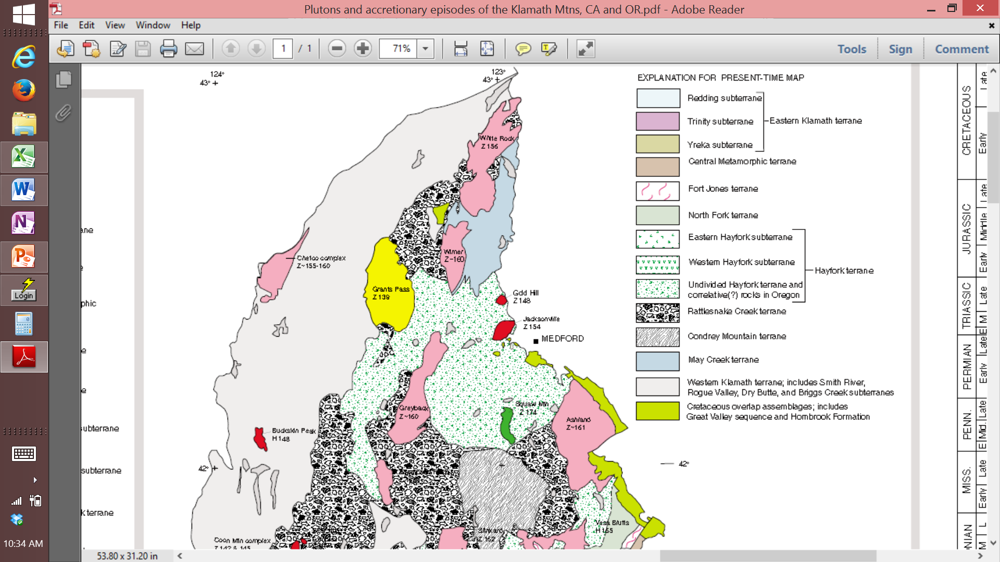 Plutons and accretionary episodes of the Klamath Mtns, CA and OR.pdf - Adobe Reader
File Edit View Window Help
1 / 1 71% Tools Sign Comment
124°
43°
123°
43°
White Rock
Z 156
Wimer
Z~160
Chetco complex
Z~155-160
Grants Pass
Z 139
Gold Hill
Z 148
Jacksonville
Z 154
MEDFORD
Greyback
Z~160
Squaw Mtn
Z 174
Ashland
Z~161
Buckskin Peak
H 148
42°
42°
Vesa Bluffs
H 165
Slinkard
Z 162
Coon Mtn complex
Z 142 & 145
EXPLANATION FOR PRESENT-TIME MAP
Redding subterrane
Trinity subterrane
Eastern Klamath terrane
Yreka subterrane
Central Metamorphic terrane
Fort Jones terrane
North Fork terrane
Eastern Hayfork subterrane
Western Hayfork subterrane
Hayfork terrane
Undivided Hayfork terrane and
correlative(?) rocks in Oregon
Rattlesnake Creek terrane
Condrey Mountain terrane
May Creek terrane
Western Klamath terrane; includes Smith River,
Rogue Valley, Dry Butte, and Briggs Creek subterranes
Cretaceous overlap assemblages; includes
Great Valley sequence and Hornbrook Formation
CRETACEOUS
Late
Early
JURASSIC
Late
Middle
Early
TRIASSIC
Late
M
E
PERMIAN
Late
Early
PENN.
Late
Mid.
E
MISS.
Late
Early
NIAN
L
M
ane
e
phic
e
e
subterrane
subterrane
k terrane
Login
10:34 AM
53.80 x 31.20 in